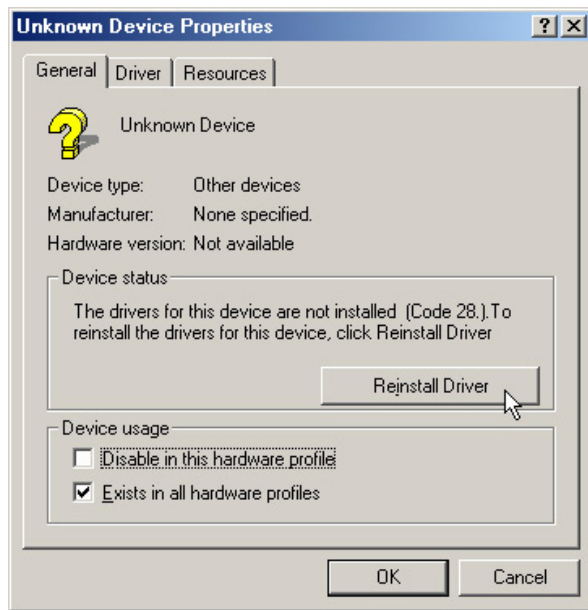 Unknown Device Properties
General Driver Resources
Unknown Device
Device type: Other devices
Manufacturer: None specified.
Hardware version: Not available
Device status
The drivers for this device are not installed (Code 28.).To
reinstall the drivers for this device, click Reinstall Driver
Reinstall Driver
Device usage
Disable in this hardware profile
Exists in all hardware profiles
OK Cancel